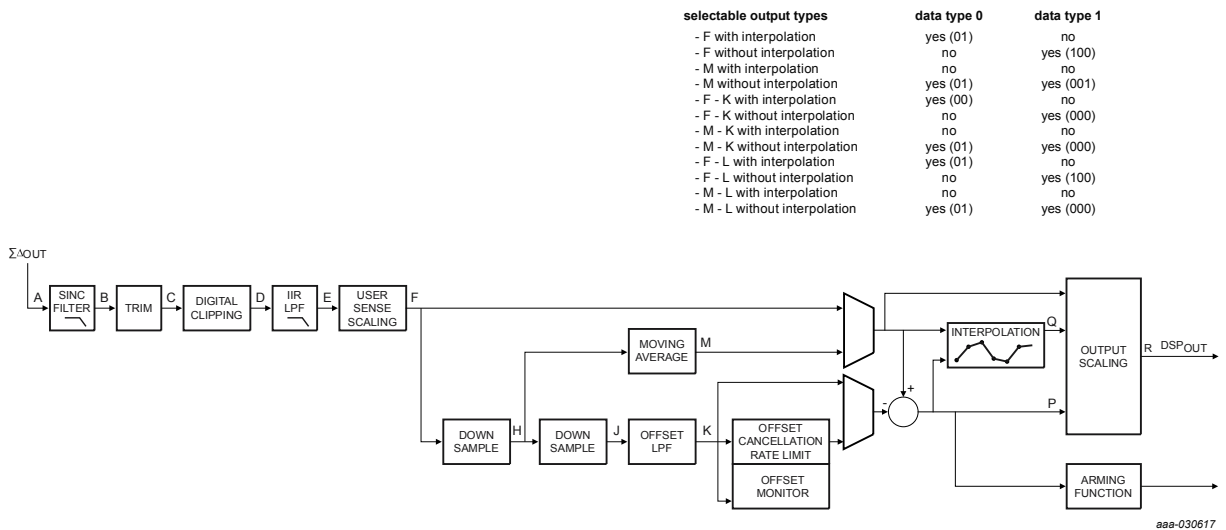 selectable output types data type 0 data type 1
- F with interpolation yes (01) no
- F without interpolation no yes (100)
- M with interpolation no no
- M without interpolation yes (01) yes (001)
- F - K with interpolation yes (00) no
- F - K without interpolation no yes (000)
- M - K with interpolation no no
- M - K without interpolation yes (01) yes (000)
- F - L with interpolation yes (01) no
- F - L without interpolation no yes (100)
- M - L with interpolation no no
- M - L without interpolation yes (01) yes (000)
ΣΔOUT
A
SINC
FILTER
B
TRIM
C
DIGITAL
CLIPPING
D
IIR
LPF
E
USER
SENSE
SCALING
F
MOVING
AVERAGE
M
INTERPOLATION
Q
OUTPUT
SCALING
R
DSPOUT
+
-
P
DOWN
SAMPLE
H
DOWN
SAMPLE
J
OFFSET
LPF
K
OFFSET
CANCELLATION
RATE LIMIT
OFFSET
MONITOR
ARMING
FUNCTION
aaa-030617